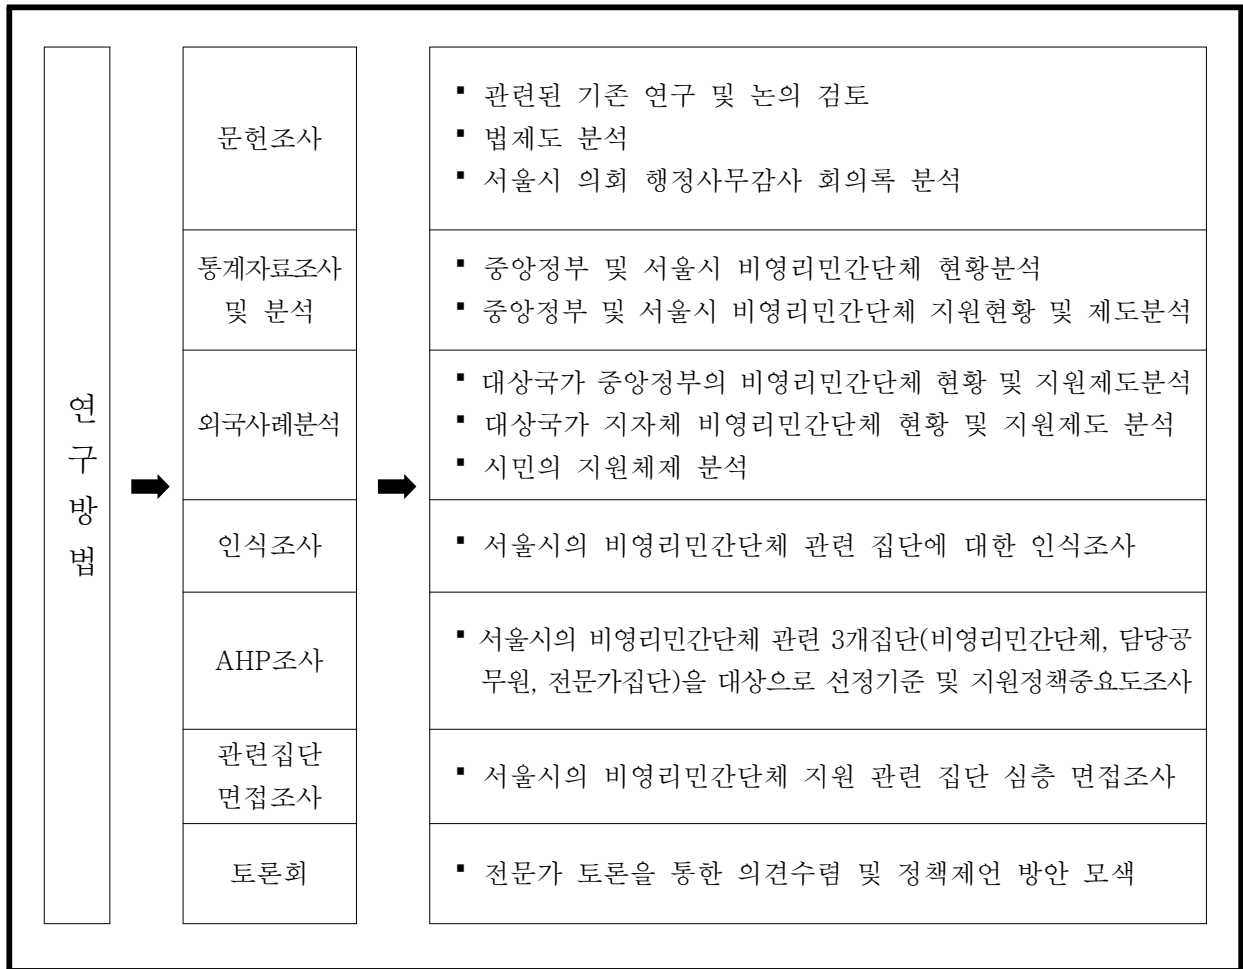 연
구
방
법
문헌조사
▪ 관련된 기존 연구 및 논의 검토
▪ 법제도 분석
▪ 서울시 의회 행정사무감사 회의록 분석
통계자료조사
및 분석
▪ 중앙정부 및 서울시 비영리민간단체 현황분석
▪ 중앙정부 및 서울시 비영리민간단체 지원현황 및 제도분석
외국사례분석
▪ 대상국가 중앙정부의 비영리민간단체 현황 및 지원제도분석
▪ 대상국가 지자체 비영리민간단체 현황 및 지원제도 분석
▪ 시민의 지원체제 분석
인식조사
▪ 서울시의 비영리민간단체 관련 집단에 대한 인식조사
AHP조사
▪ 서울시의 비영리민간단체 관련 3개집단(비영리민간단체, 담당공
무원, 전문가집단)을 대상으로 선정기준 및 지원정책중요도조사
관련집단
면접조사
▪ 서울시의 비영리민간단체 지원 관련 집단 심층 면접조사
토론회
▪ 전문가 토론을 통한 의견수렴 및 정책제언 방안 모색